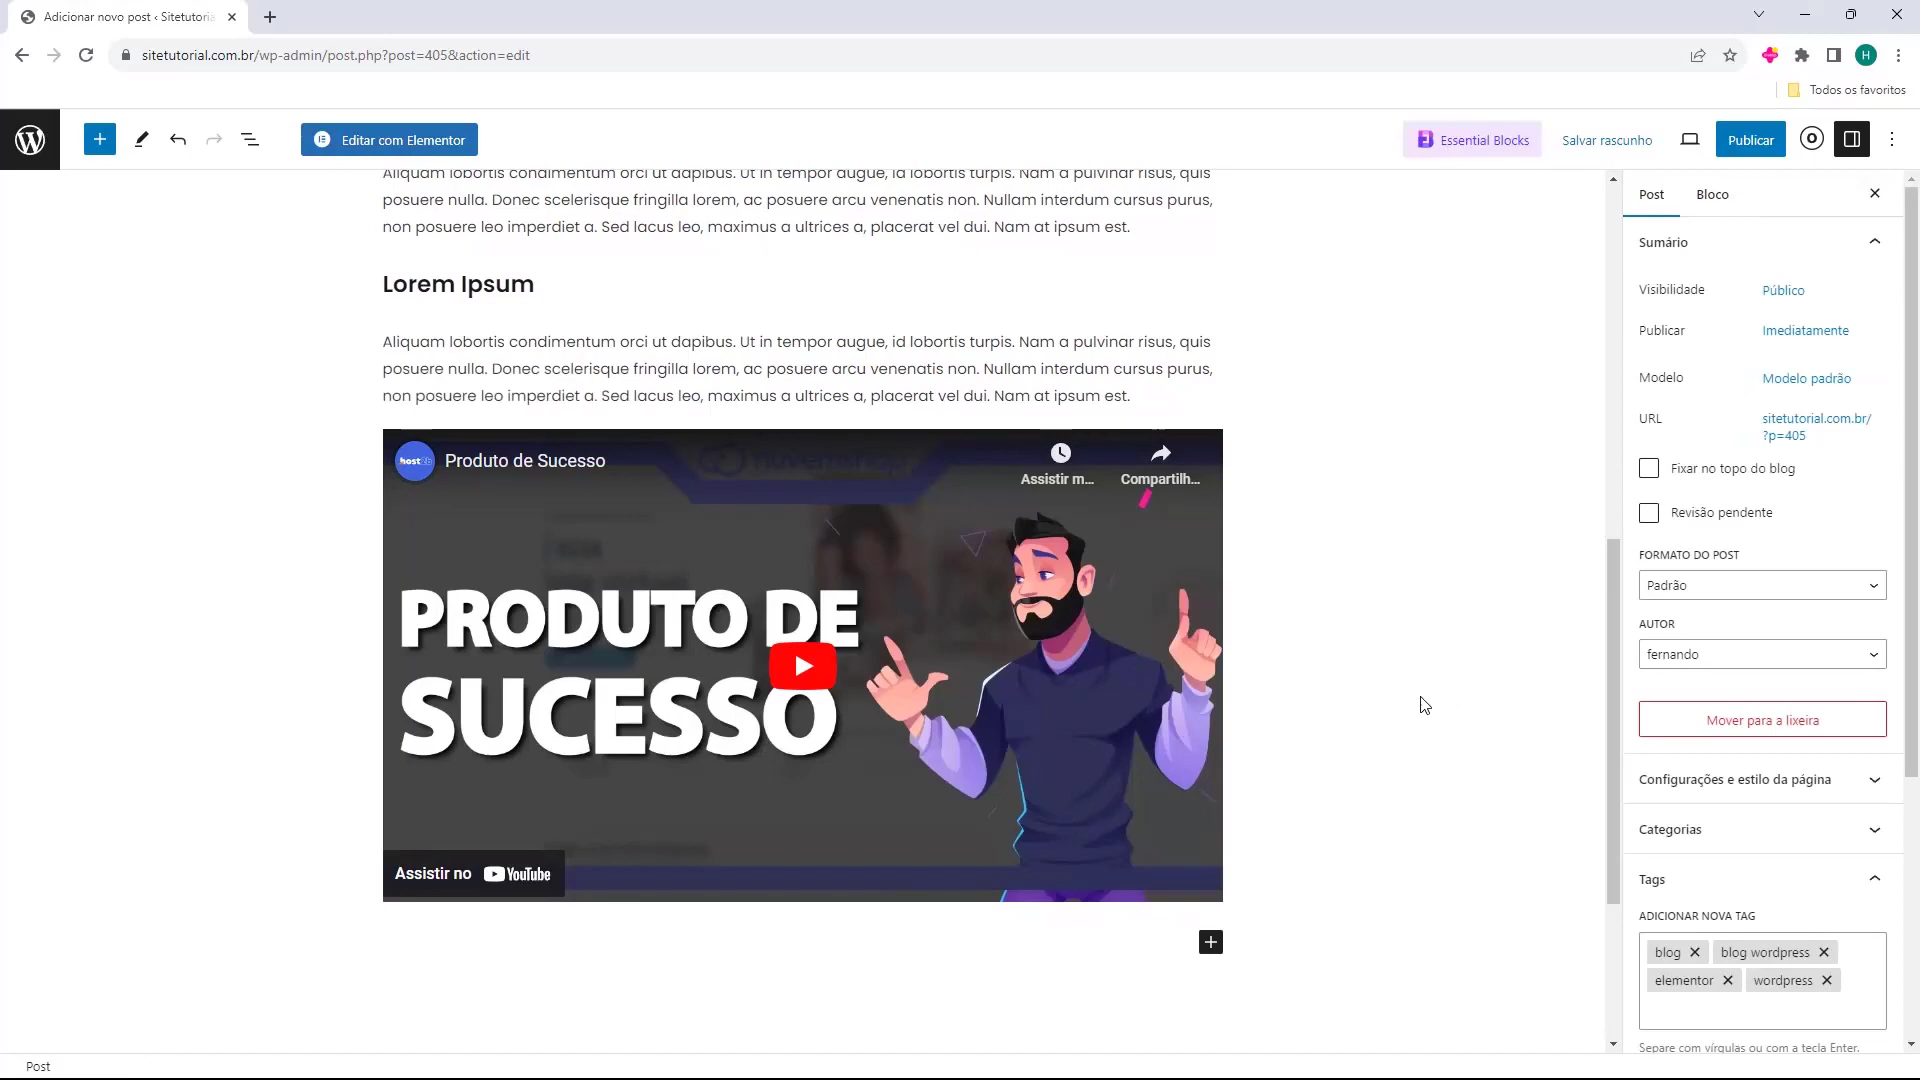 Adicionar novo post ‹ Sitetutoria
sitetutorial.com.br/wp-admin/post.php?post=405&action=edit
H
Todos os favoritos
Editar com Elementor
Essential Blocks
Salvar rascunho
Publicar
Aliquam lobortis condimentum orci ut dapibus. Ut in tempor augue, id lobortis turpis. Nam a pulvinar risus, quis
posuere nulla. Donec scelerisque fringilla lorem, ac posuere arcu venenatis non. Nullam interdum cursus purus,
non posuere leo imperdiet a. Sed lacus leo, maximus a ultrices a, placerat vel dui. Nam at ipsum est.
Lorem Ipsum
Aliquam lobortis condimentum orci ut dapibus. Ut in tempor augue, id lobortis turpis. Nam a pulvinar risus, quis
posuere nulla. Donec scelerisque fringilla lorem, ac posuere arcu venenatis non. Nullam interdum cursus purus,
non posuere leo imperdiet a. Sed lacus leo, maximus a ultrices a, placerat vel dui. Nam at ipsum est.
host2b
Produto de Sucesso
Assistir m...
Compartilh...
PRODUTO DE
SUCESSO
Assistir no YouTube
Post
Bloco
Sumário
Visibilidade
Público
Publicar
Imediatamente
Modelo
Modelo padrão
URL
sitetutorial.com.br/
?p=405
Fixar no topo do blog
Revisão pendente
FORMATO DO POST
Padrão
AUTOR
fernando
Mover para a lixeira
Configurações e estilo da página
Categorias
Tags
ADICIONAR NOVA TAG
blog
blog wordpress
elementor
wordpress
Separe com vírgulas ou com a tecla Enter.
Post